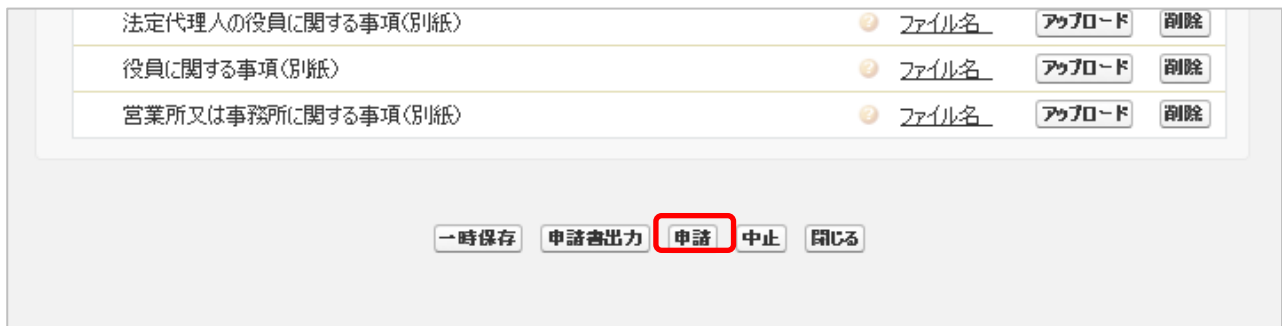 法定代理人の役員に関する事項(別紙) ? ファイル名 アップロード 削除
役員に関する事項(別紙) ? ファイル名 アップロード 削除
営業所又は事務所に関する事項(別紙) ? ファイル名 アップロード 削除
一時保存 申請書出力 申請 中止 閉じる